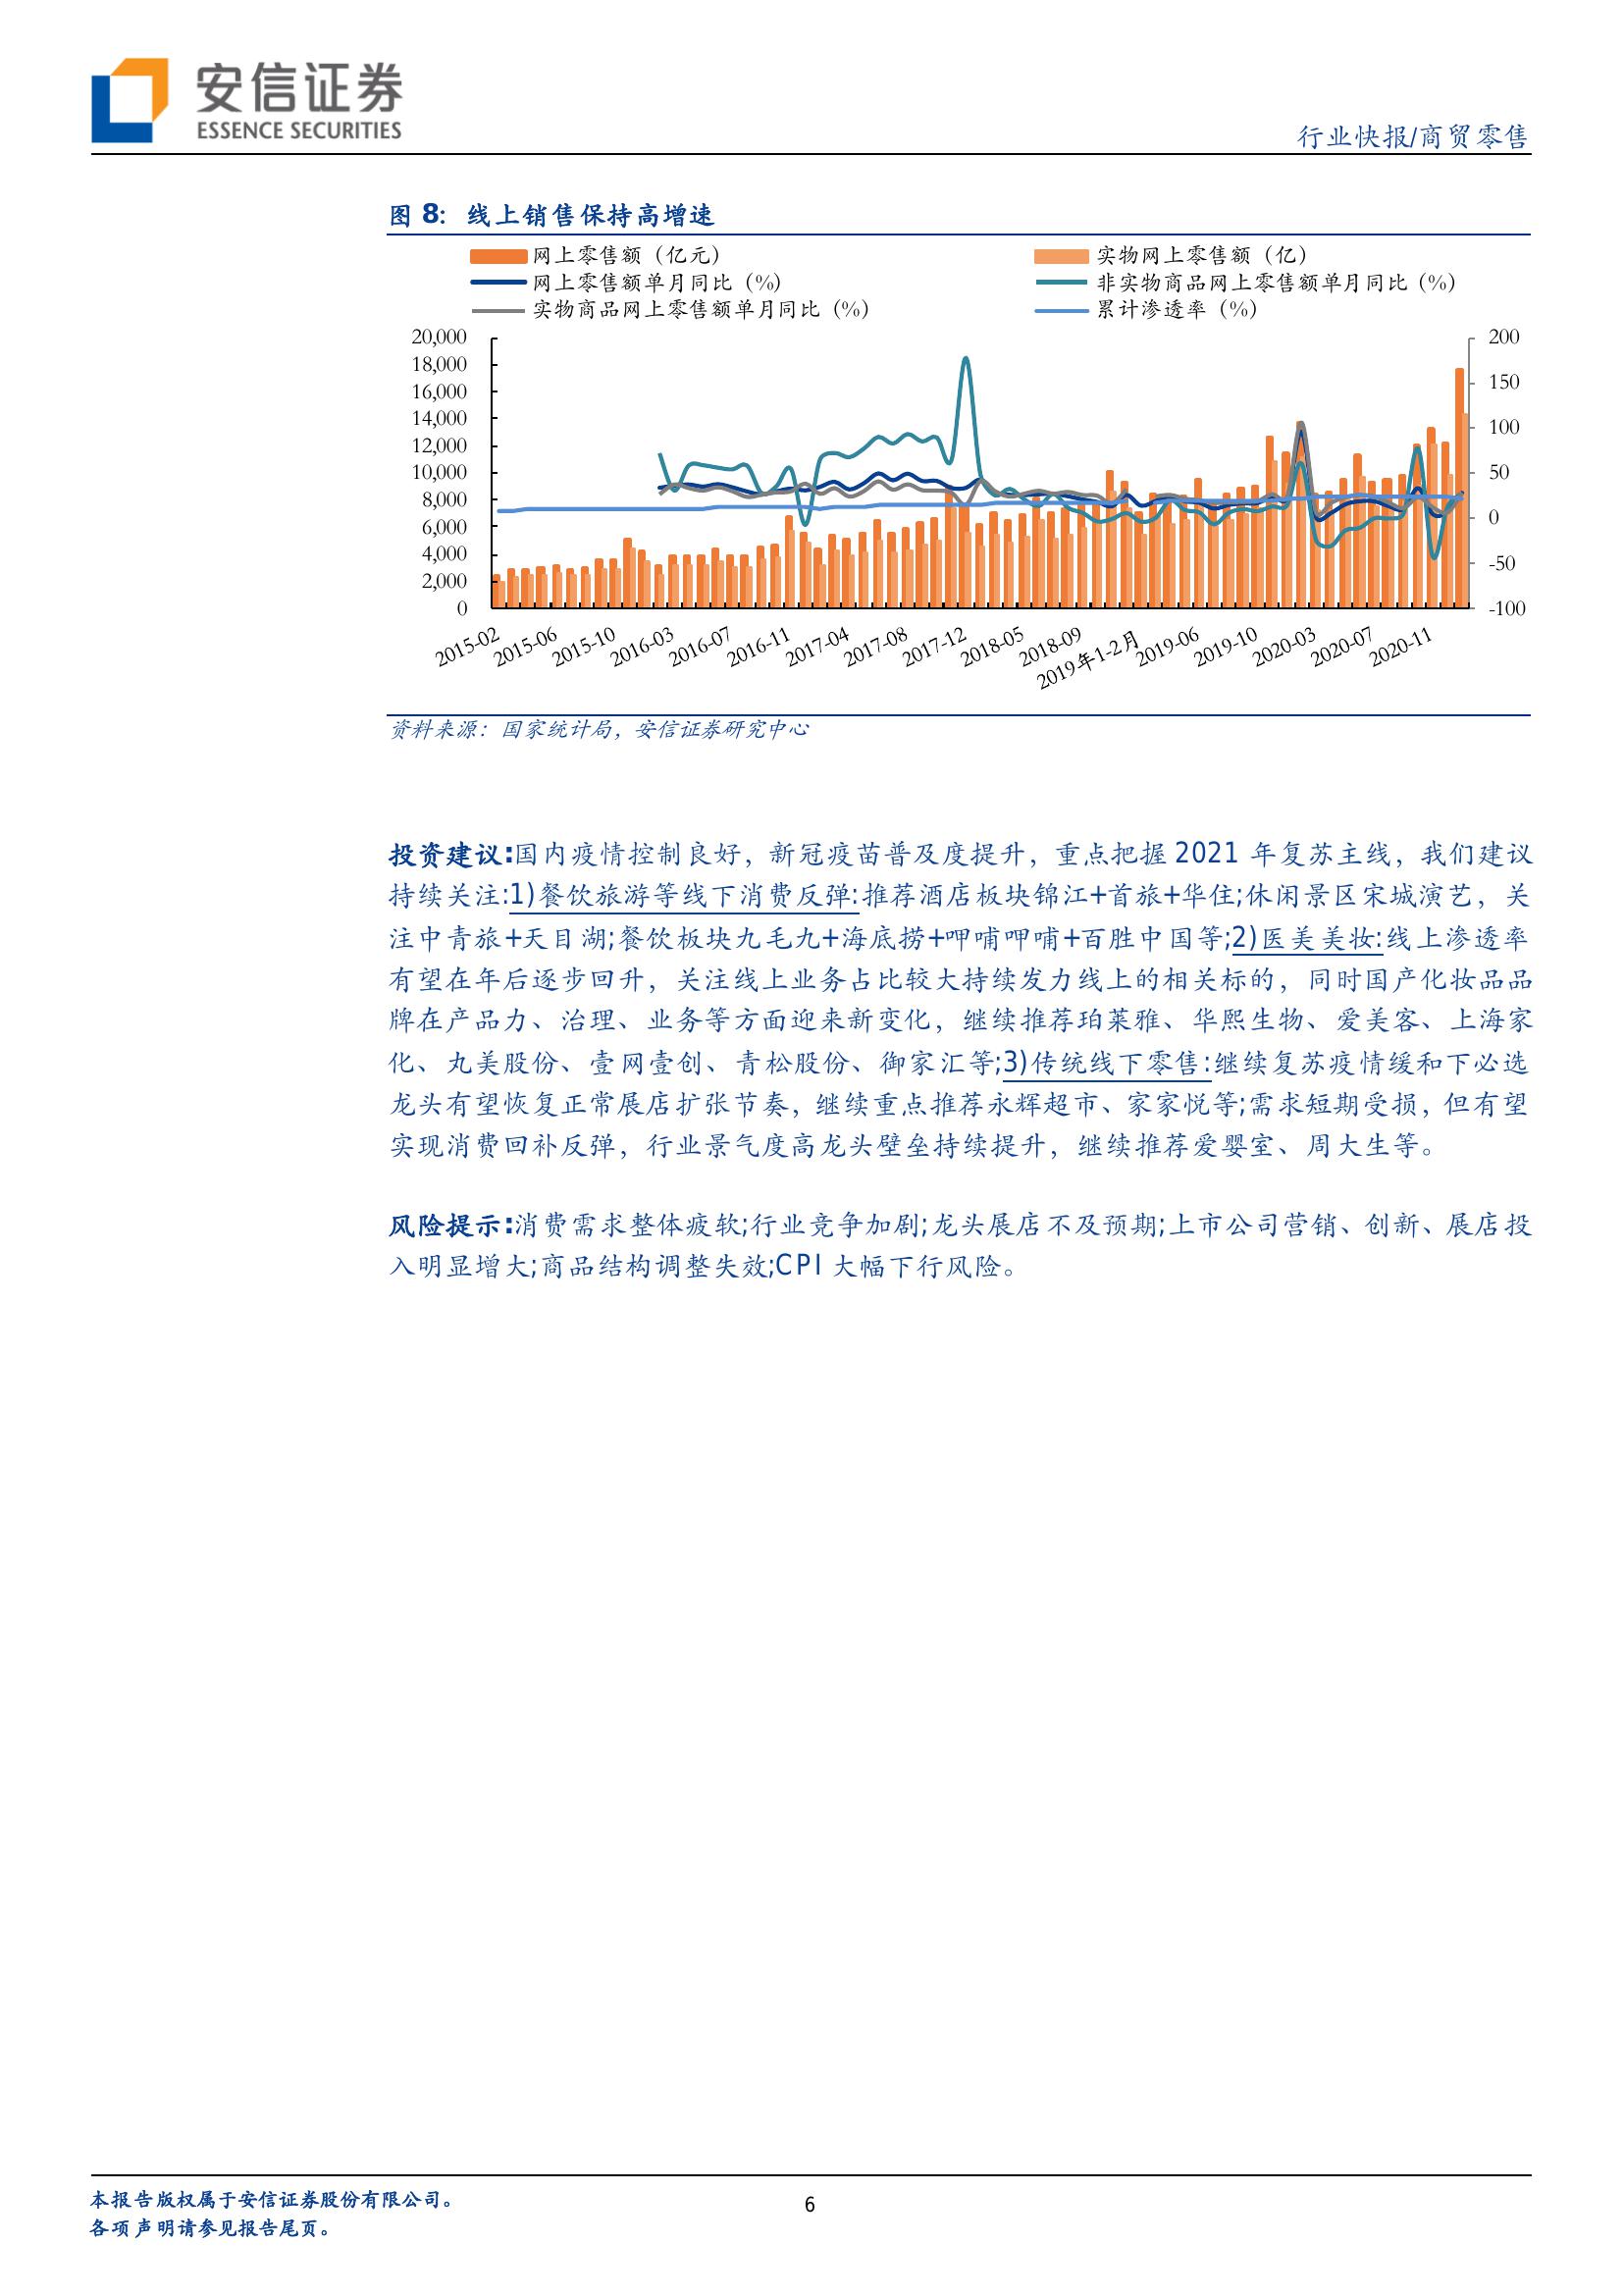 安信证券
ESSENCE SECURITIES
行业快报/商贸零售
图 8: 线上销售保持高增速
网上零售额（亿元） 实物网上零售额（亿）
网上零售额单月同比（%） 非实物商品网上零售额单月同比（%）
实物商品网上零售额单月同比（%） 累计渗透率（%）
20,000 200
18,000
16,000 150
14,000
12,000 100
10,000 50
8,000
6,000 0
4,000 -50
2,000
0 -100
2015-02 2015-06 2015-10 2016-03 2016-07 2016-11 2017-04 2017-08 2017-12 2018-05 2018-09 2019年1-2月 2019-06 2019-10 2020-03 2020-07 2020-11
资料来源：国家统计局，安信证券研究中心
投资建议:国内疫情控制良好，新冠疫苗普及度提升，重点把握 2021 年复苏主线，我们建议
持续关注:1)餐饮旅游等线下消费反弹:推荐酒店板块锦江+首旅+华住;休闲景区宋城演艺，关
注中青旅+天目湖;餐饮板块九毛九+海底捞+呷哺呷哺+百胜中国等;2)医美美妆:线上渗透率
有望在年后逐步回升，关注线上业务占比较大持续发力线上的相关标的，同时国产化妆品品
牌在产品力、治理、业务等方面迎来新变化，继续推荐珀莱雅、华熙生物、爱美客、上海家
化、丸美股份、壹网壹创、青松股份、御家汇等;3)传统线下零售:继续复苏疫情缓和下必选
龙头有望恢复正常展店扩张节奏，继续重点推荐永辉超市、家家悦等;需求短期受损，但有望
实现消费回补反弹，行业景气度高龙头壁垒持续提升，继续推荐爱婴室、周大生等。
风险提示:消费需求整体疲软;行业竞争加剧;龙头展店不及预期;上市公司营销、创新、展店投
入明显增大;商品结构调整失效;CPI 大幅下行风险。
本报告版权属于安信证券股份有限公司。
各项声明请参见报告尾页。
6